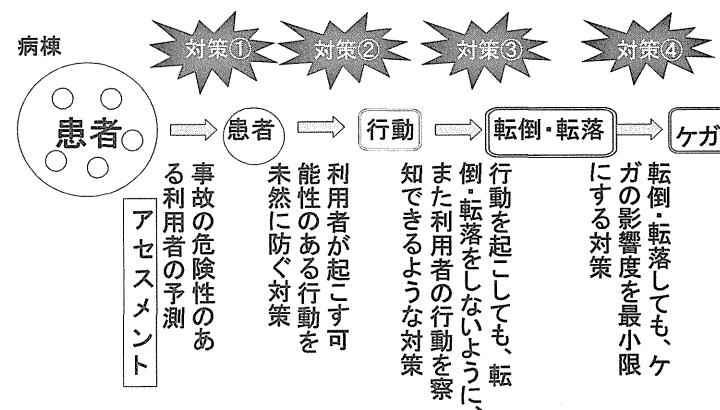 病棟
対策①
対策②
対策③
対策④
患者
患者
行動
転倒・転落
ケガ
事故の危険性のあ
る利用者の予測
アセスメント
利用者が起こす可
能性のある行動を
未然に防ぐ対策
行動を起こしても、転
倒・転落をしないように、
また利用者の行動を察
知できるような対策
転倒・転落しても、ケ
ガの影響度を最小限
にする対策